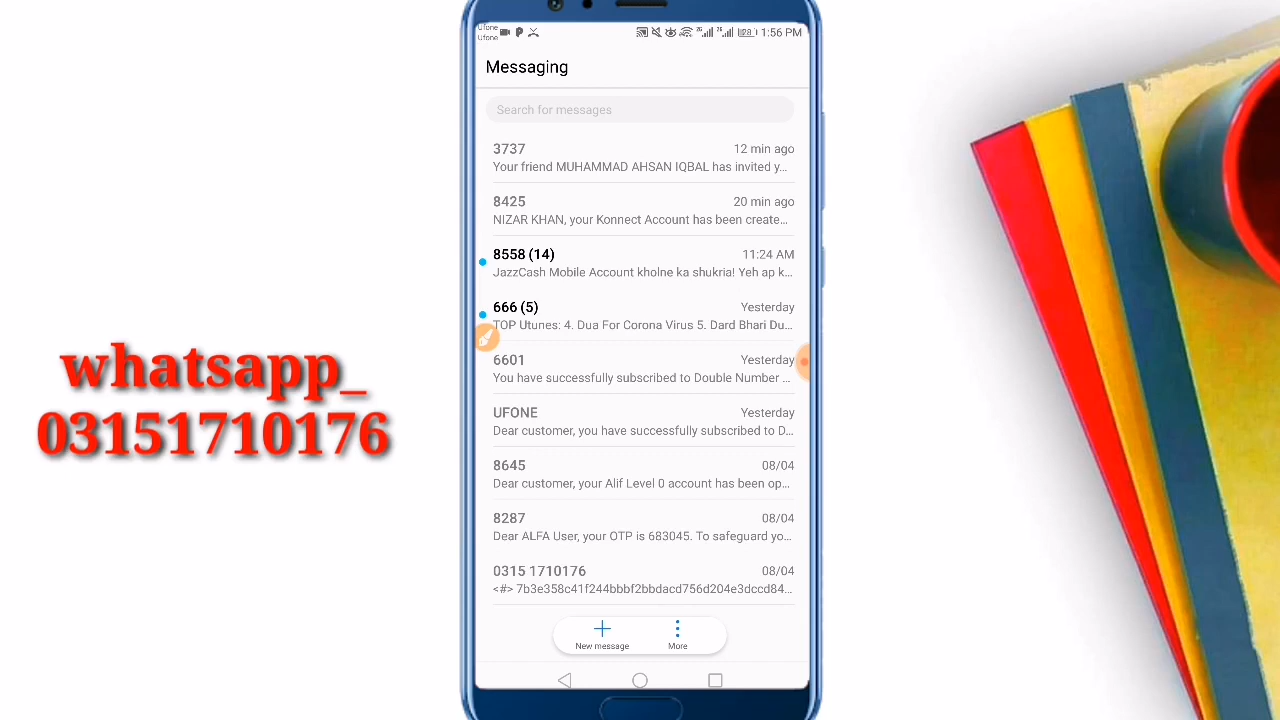 Ufone
Ufone
1:56 PM
Messaging
Search for messages
3737 12 min ago
Your friend MUHAMMAD AHSAN IQBAL has invited y...
8425 20 min ago
NIZAR KHAN, your Konnect Account has been create...
8558 (14) 11:24 AM
JazzCash Mobile Account kholne ka shukria! Yeh ap k...
666 (5) Yesterday
TOP Utunes: 4. Dua For Corona Virus 5. Dard Bhari Du...
6601 Yesterday
You have successfully subscribed to Double Number ...
UFONE Yesterday
Dear customer, you have successfully subscribed to D...
8645 08/04
Dear customer, your Alif Level 0 account has been op...
8287 08/04
Dear ALFA User, your OTP is 683045. To safeguard yo...
0315 1710176 08/04
<#> 7b3e358c41f244bbbf2bbdacd756d204e3dccd84...
New message More
whatsapp_
03151710176